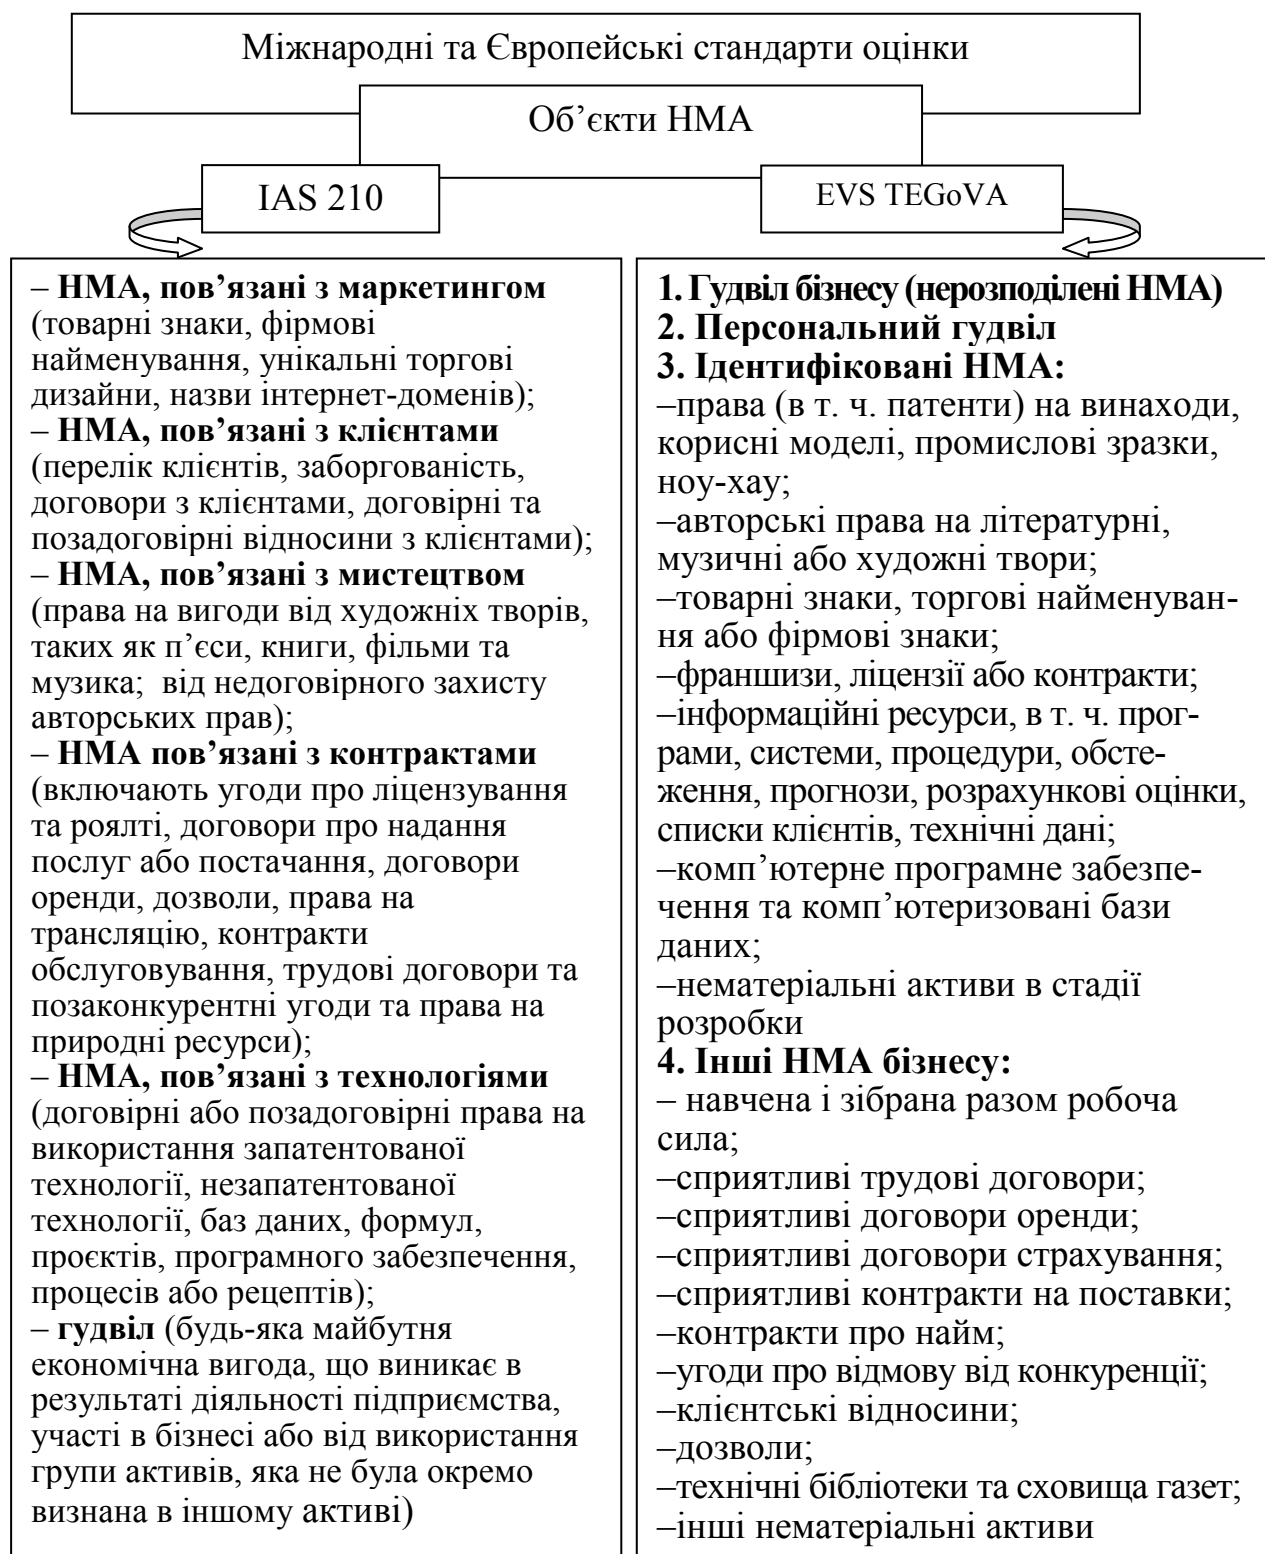 Міжнародні та Європейські стандарти оцінки
Об’єкти НМА
IAS 210
EVS TEGoVA
– НМА, пов’язані з маркетингом
(товарні знаки, фірмові
найменування, унікальні торгові
дизайни, назви інтернет-доменів);
– НМА, пов’язані з клієнтами
(перелік клієнтів, заборгованість,
договори з клієнтами, договірні та
позадоговірні відносини з клієнтами);
– НМА, пов’язані з мистецтвом
(права на вигоди від художніх творів,
таких як п’єси, книги, фільми та
музика; від недоговірного захисту
авторських прав);
– НМА пов’язані з контрактами
(включають угоди про ліцензування
та роялті, договори про надання
послуг або постачання, договори
оренди, дозволи, права на
трансляцію, контракти
обслуговування, трудові договори та
позаконкурентні угоди та права на
природні ресурси);
– НМА, пов’язані з технологіями
(договірні або позадоговірні права на
використання запатентованої
технології, незапатентованої
технології, баз даних, формул,
проєктів, програмного забезпечення,
процесів або рецептів);
– гудвіл (будь-яка майбутня
економічна вигода, що виникає в
результаті діяльності підприємства,
участі в бізнесі або від використання
групи активів, яка не була окремо
визнана в іншому активі)
1. Гудвіл бізнесу (нерозподілені НМА)
2. Персональний гудвіл
3. Ідентифіковані НМА:
–права (в т. ч. патенти) на винаходи,
корисні моделі, промислові зразки,
ноу-хау;
–авторські права на літературні,
музичні або художні твори;
–товарні знаки, торгові найменуван-
ня або фірмові знаки;
–франшизи, ліцензії або контракти;
–інформаційні ресурси, в т. ч. прог-
рами, системи, процедури, обсте-
ження, прогнози, розрахункові оцінки,
списки клієнтів, технічні дані;
–комп’ютерне програмне забезпе-
чення та комп’ютеризовані бази
даних;
–нематеріальні активи в стадії
розробки
4. Інші НМА бізнесу:
– навчена і зібрана разом робоча
сила;
–сприятливі трудові договори;
–сприятливі договори оренди;
–сприятливі договори страхування;
–сприятливі контракти на поставки;
–контракти про найм;
–угоди про відмову від конкуренції;
–клієнтські відносини;
–дозволи;
–технічні бібліотеки та сховища газет;
–інші нематеріальні активи